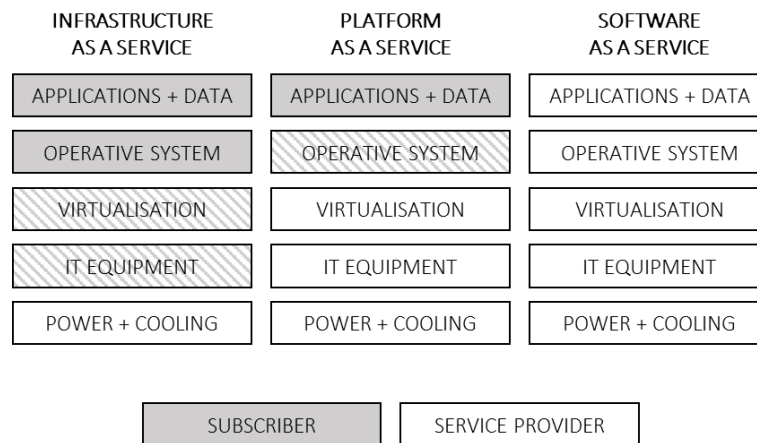 INFRASTRUCTURE
AS A SERVICE
PLATFORM
AS A SERVICE
SOFTWARE
AS A SERVICE
APPLICATIONS + DATA
APPLICATIONS + DATA
APPLICATIONS + DATA
OPERATIVE SYSTEM
OPERATIVE SYSTEM
OPERATIVE SYSTEM
VIRTUALISATION
VIRTUALISATION
VIRTUALISATION
IT EQUIPMENT
IT EQUIPMENT
IT EQUIPMENT
POWER + COOLING
POWER + COOLING
POWER + COOLING
SUBSCRIBER
SERVICE PROVIDER